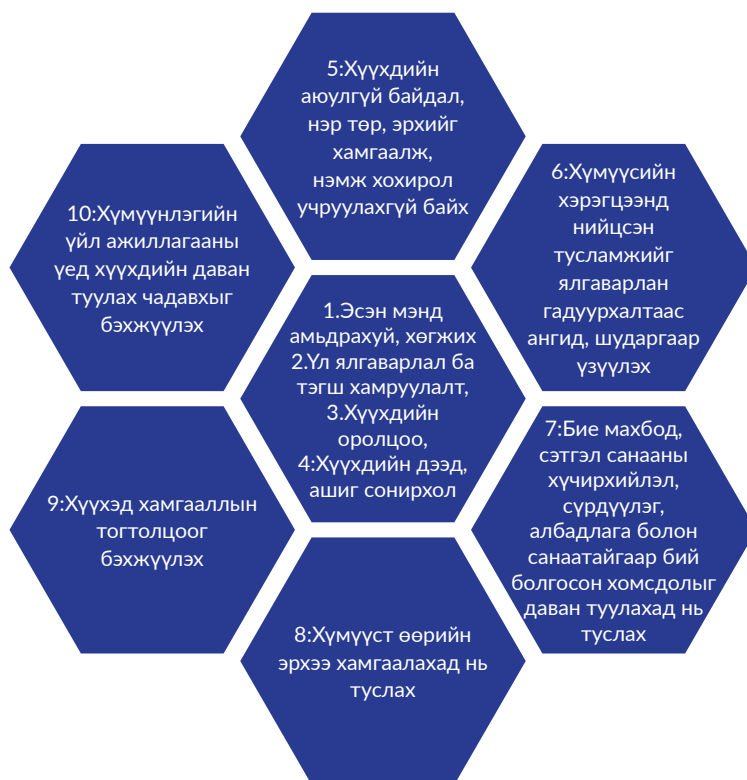 5:Хүүхдийн
аюулгүй байдал,
нэр төр, эрхийг
хамгаалж,
нэмж хохирол
учруулахгүй байх
10:Хүмүүнлэгийн
үйл ажиллагааны
үед хүүхдийн даван
туулах чадавхыг
бэхжүүлэх
6:Хүмүүсийн
хэрэгцээнд
нийцсэн
тусламжийг
ялгаварлан
гадуурхалтаас
ангид, шударгаар
үзүүлэх
1.Эсэн мэнд
амьдрахуй, хөгжих
2.Үл ялгаварлал ба
тэгш хамруулалт,
3.Хүүхдийн
оролцоо,
4:Хүүхдийн дээд,
ашиг сонирхол
9:Хүүхэд хамгааллын
тогтолцоог
бэхжүүлэх
7:Бие махбод,
сэтгэл санааны
хүчирхийлэл,
сүрдүүлэг,
албадлага болон
санаатайгаар бий
болгосон хомсдолыг
даван туулахад нь
туслах
8:Хүмүүст өөрийн
эрхээ хамгаалахад нь
туслах